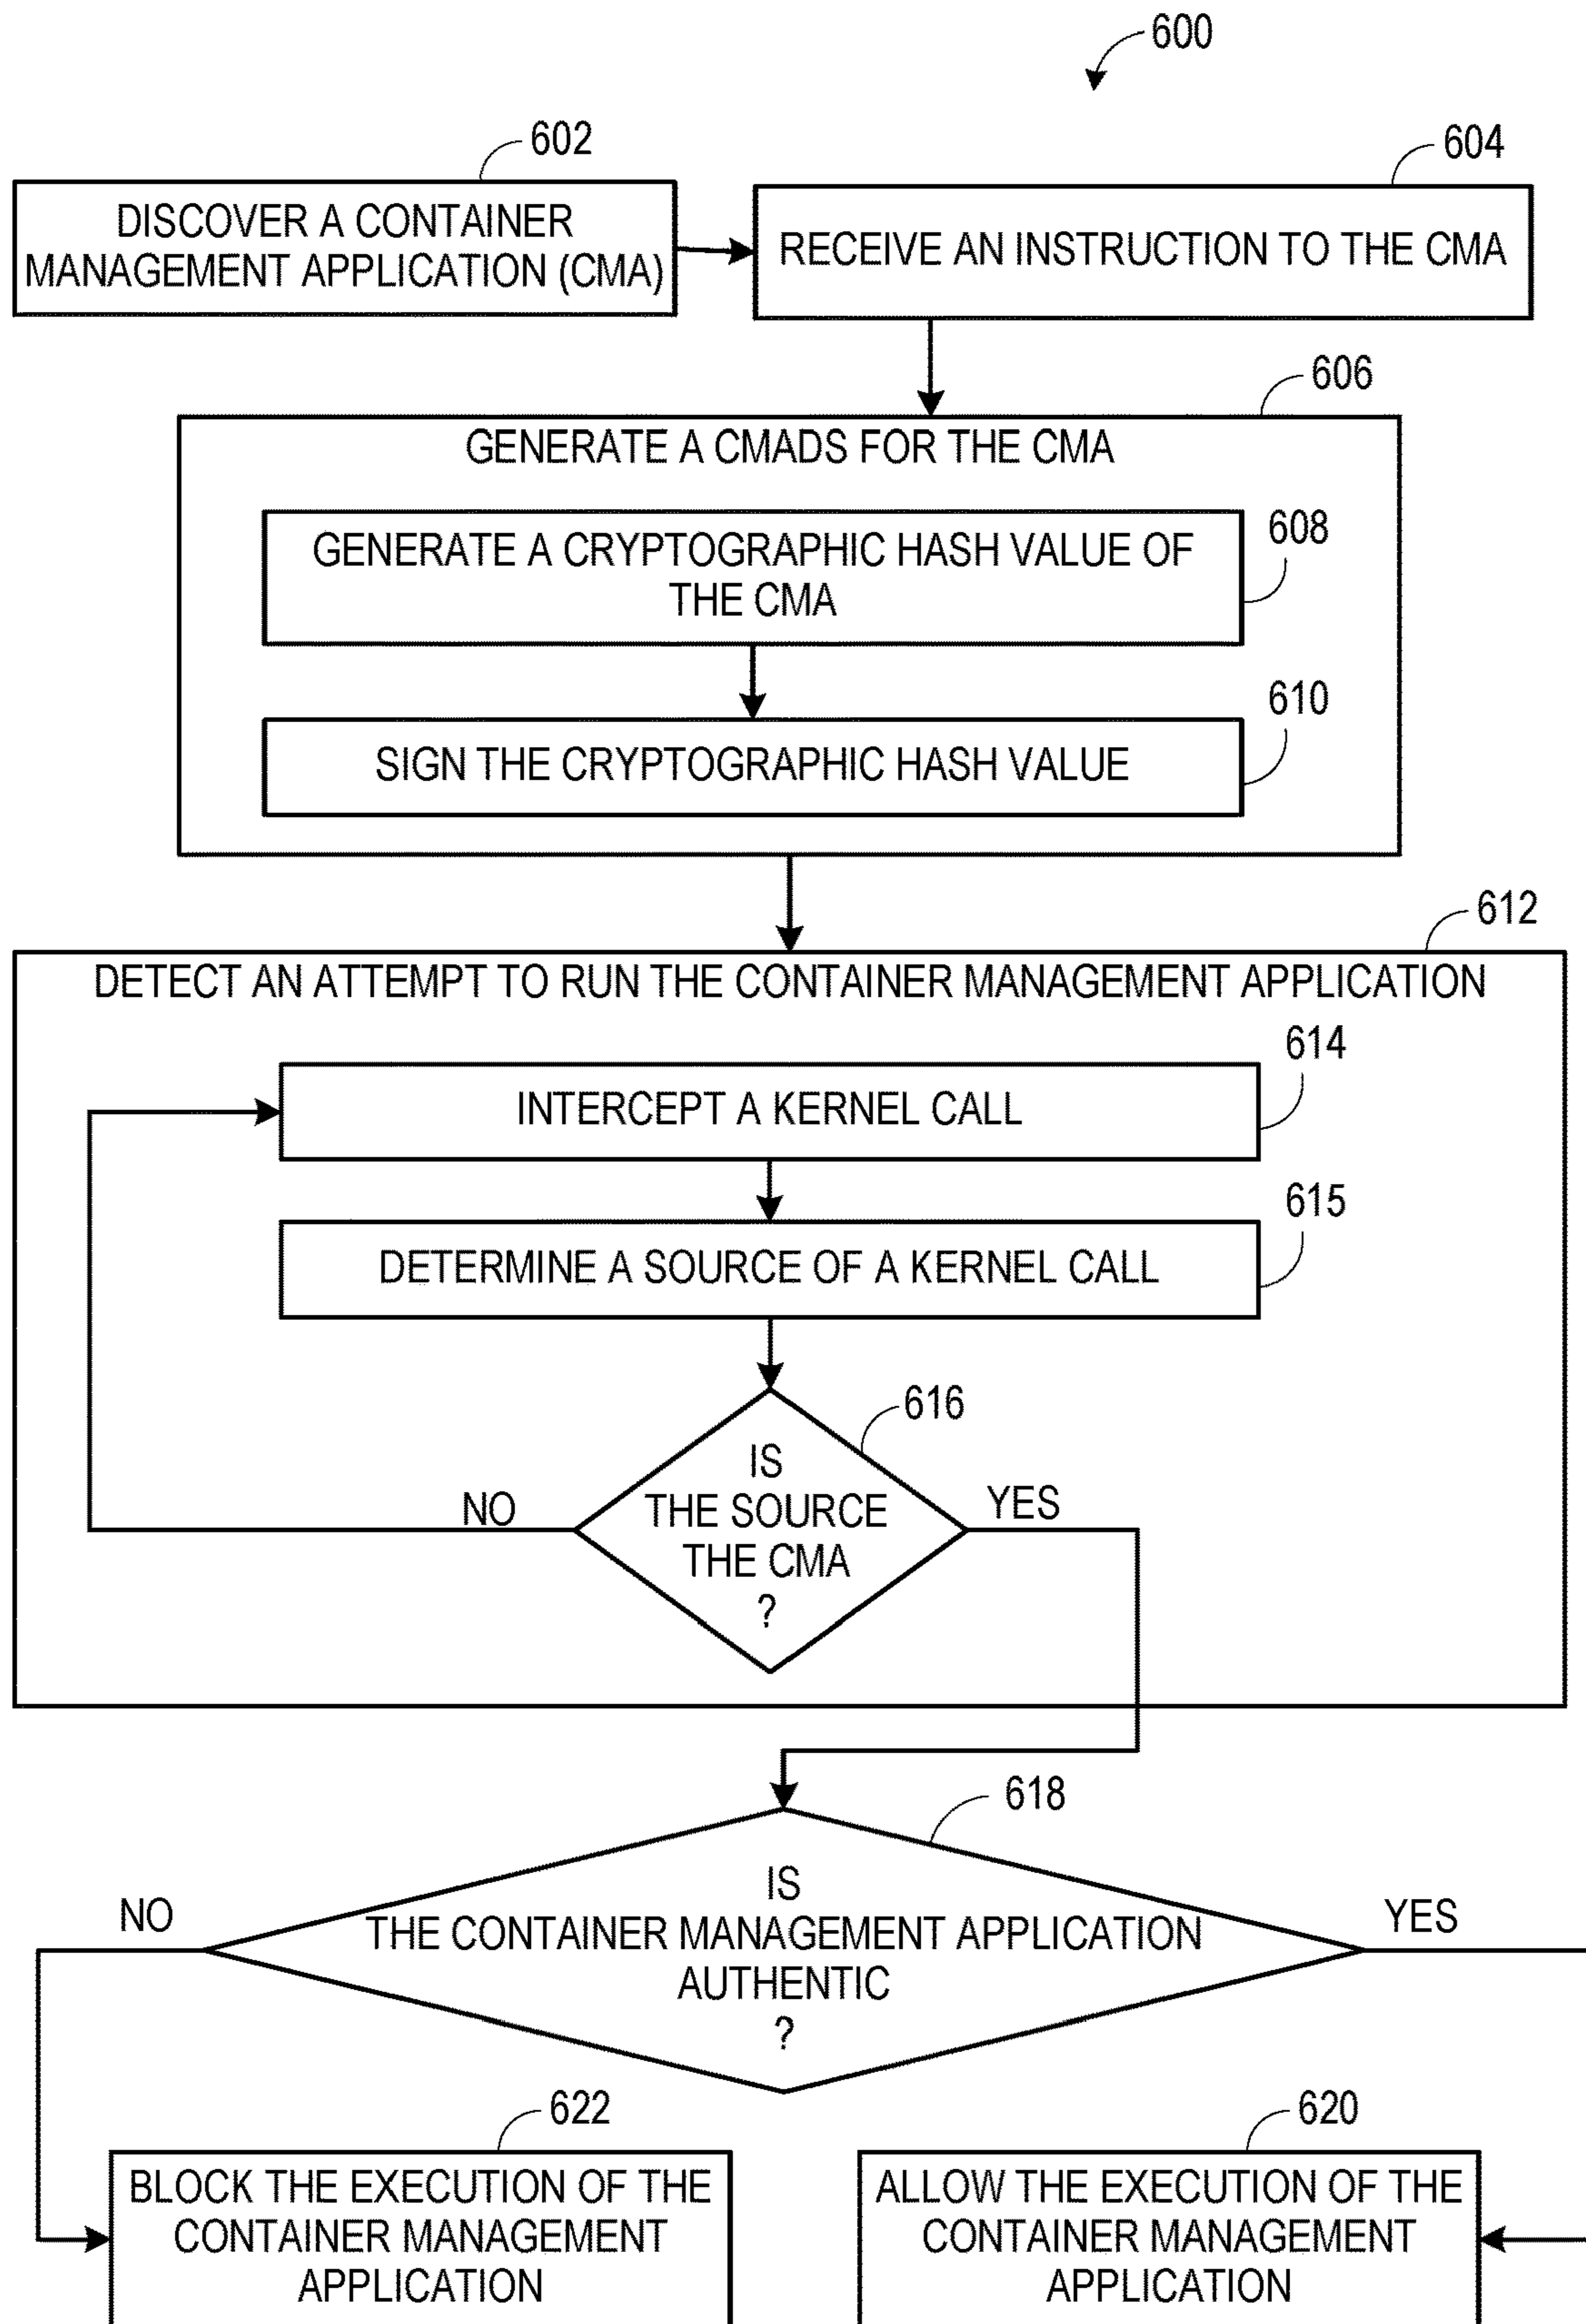 600
602
604
DISCOVER A CONTAINER
MANAGEMENT APPLICATION (CMA)
RECEIVE AN INSTRUCTION TO THE CMA
606
GENERATE A CMADS FOR THE CMA
608
GENERATE A CRYPTOGRAPHIC HASH VALUE OF
THE CMA
610
SIGN THE CRYPTOGRAPHIC HASH VALUE
612
DETECT AN ATTEMPT TO RUN THE CONTAINER MANAGEMENT APPLICATION
614
INTERCEPT A KERNEL CALL
615
DETERMINE A SOURCE OF A KERNEL CALL
616
IS
THE SOURCE
THE CMA
?
NO
YES
618
IS
THE CONTAINER MANAGEMENT APPLICATION
AUTHENTIC
?
NO
YES
622
BLOCK THE EXECUTION OF THE
CONTAINER MANAGEMENT
APPLICATION
620
ALLOW THE EXECUTION OF THE
CONTAINER MANAGEMENT
APPLICATION